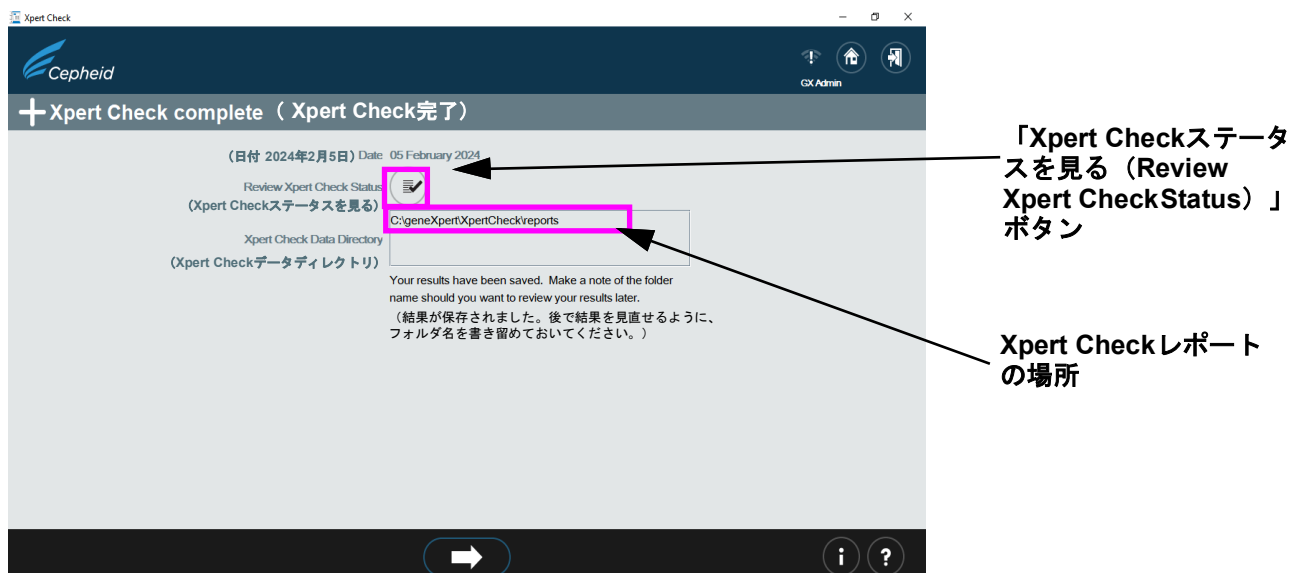 Xpert Check
Cepheid
GX Admin
Xpert Check complete（ Xpert Check完了）
（日付 2024年2月5日）Date 05 February 2024
Review Xpert Check Status
（Xpert Checkステータスを見る）
C:\geneXpert\XpertCheck\reports
Xpert Check Data Directory
（Xpert Checkデータディレクトリ）
Your results have been saved. Make a note of the folder
name should you want to review your results later.
（結果が保存されました。後で結果を見直せるように、
フォルダ名を書き留めておいてください。）
「Xpert Checkステータ
スを見る（Review
Xpert CheckStatus）」
ボタン
Xpert Checkレポート
の場所